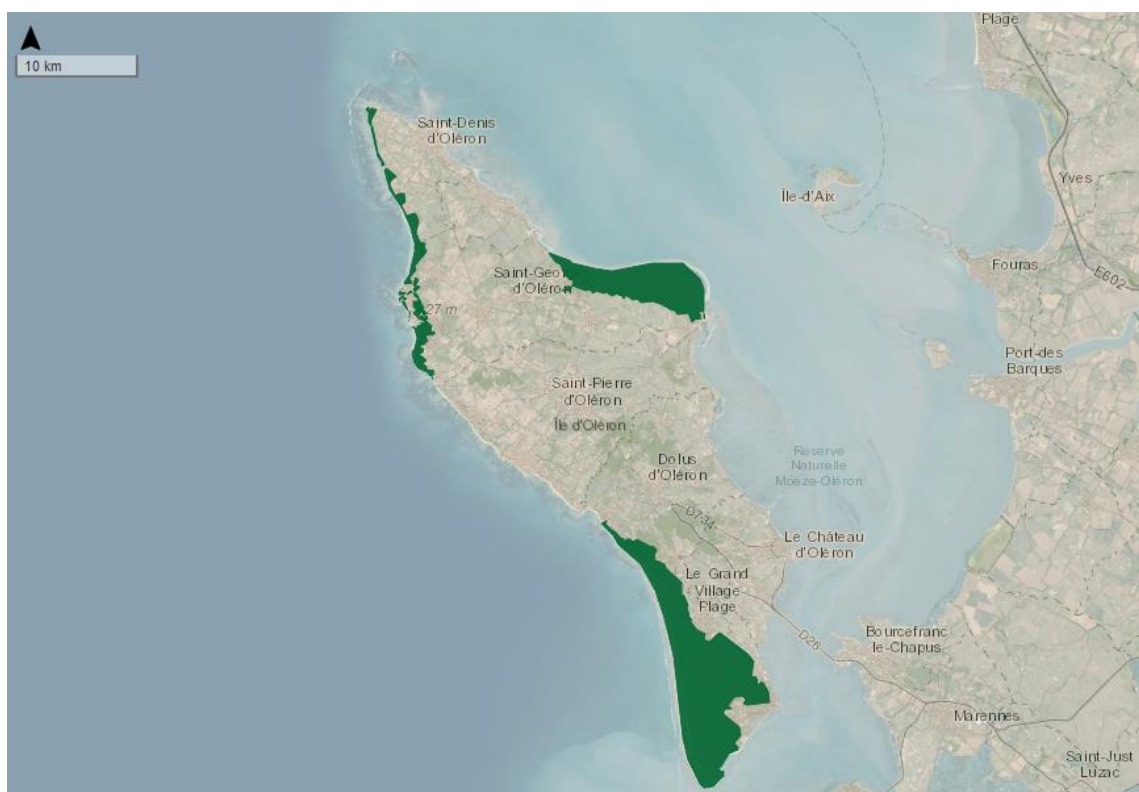 Plage
10 km
Saint-Denis
d'Oléron
Yves
Île-d'Aix
Fouras
E602
Saint-Geo
d'Oléron
27 m
Port-des
Barques
Saint-Pierre
d'Oléron
Île d'Oléron
Réserve
Naturelle
Moëze-Oléron
Dolus
d'Oléron
D734
Le Château
d'Oléron
Le Grand
Village
Plage
D26
Bourcefranc
le-Chapus
Marennes
Saint-Just
Luzac